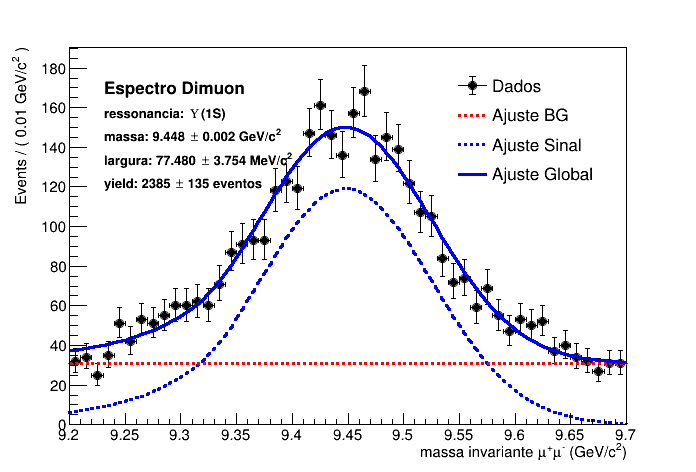 Events / ( 0.01 GeV/c² )
180
160
140
120
100
80
60
40
20
0
Espectro Dimuon
ressonancia: ϒ(1S)
massa: 9.448 ± 0.002 GeV/c²
largura: 77.480 ± 3.754 MeV/c²
yield: 2385 ± 135 eventos
Dados
Ajuste BG
Ajuste Sinal
Ajuste Global
9.2 9.25 9.3 9.35 9.4 9.45 9.5 9.55 9.6 9.65 9.7
massa invariante μ⁺μ⁻ (GeV/c²)